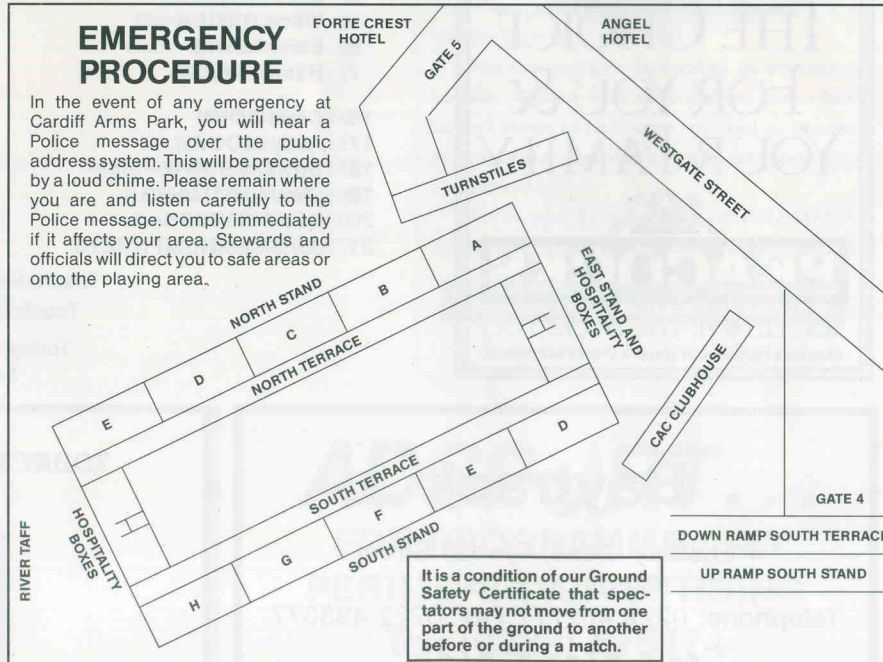 EMERGENCY
PROCEDURE
In the event of any emergency at
Cardiff Arms Park, you will hear a
Police message over the public
address system. This will be preceded
by a loud chime. Please remain where
you are and listen carefully to the
Police message. Comply immediately
if it affects your area. Stewards and
officials will direct you to safe areas or
onto the playing area.
FORTE CREST
HOTEL
ANGEL
HOTEL
GATE 5
WESTGATE STREET
TURNSTILES
A
B
C
D
E
NORTH STAND
NORTH TERRACE
EAST STAND AND
HOSPITALITY
BOXES
CAC CLUBHOUSE
D
E
F
G
H
SOUTH TERRACE
SOUTH STAND
HOSPITALITY
BOXES
RIVER TAFF
GATE 4
DOWN RAMP SOUTH TERRACE
UP RAMP SOUTH STAND
It is a condition of our Ground
Safety Certificate that spec-
tators may not move from one
part of the ground to another
before or during a match.